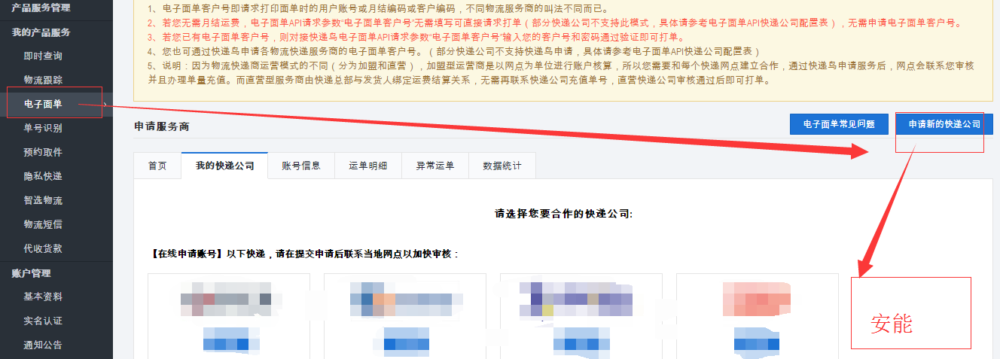 产品服务管理
我的产品服务
即时查询
物流跟踪
电子面单
单号识别
预约取件
隐私快递
智选物流
物流短信
代收货款
账户管理
基本资料
实名认证
通知公告
1、电子面单客户号即请求打印面单时的用户账号或月结编码或客户编码，不同物流服务商的叫法不同而已。
2、若您无需月结运费，电子面单API请求参数“电子面单客户号”无需填写可直接请求打单（部分快递公司不支持此模式，具体请参考电子面单API快递公司配置表），无需申请电子面单客户号。
3、若您已有电子面单客户号，则对接快递鸟电子面单API请求参数“电子面单客户号”输入您的客户号和密码通过验证即可打单。
4、您也可通过快递鸟申请各物流快递服务商的电子面单客户号。（部分快递公司不支持快递鸟申请，具体请参考电子面单API快递公司配置表）
5、说明：因为物流快递商运营模式的不同（分为加盟和直营），加盟型运营商是以网点为单位进行账户核算，所以您需要和每个快递网点建立合作，通过快递鸟申请服务后，网点会联系您审核
并且办理单量充值。而直营型服务商由快递总部与发货人绑定运费结算关系，无需再联系快递公司充值单号，直营快递公司审核通过后即可打单。
申请服务商
电子面单常见问题
申请新的快递公司
首页
我的快递公司
账号信息
运单明细
异常运单
数据统计
请选择您要合作的快递公司:
【在线申请账号】以下快递，请在提交申请后联系当地网点以加快审核：
安能